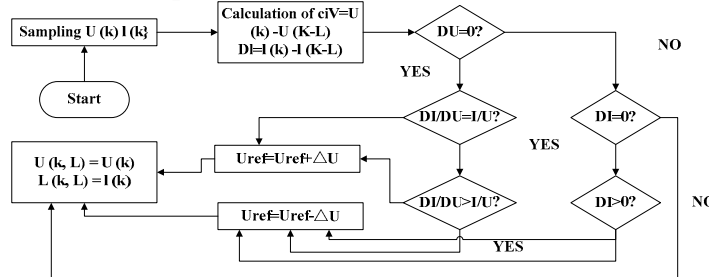 Sampling U (k) I (k}
Start
Calculation of ciV=U
(k) -U (K-L)
DI=I (k) -I (K-L)
DU=0?
NO
YES
DI/DU=I/U?
DI=0?
YES
Uref=Uref+△U
U (k, L) = U (k)
L (k, L) = I (k)
DI/DU>I/U?
DI>0?
NO
Uref=Uref-△U
YES